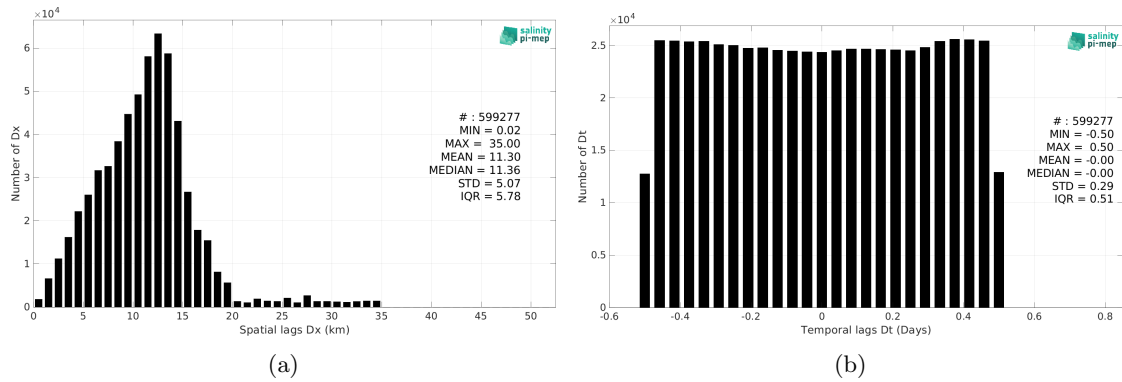 ×10⁴
6
5
4
3
2
1
0
Number of Dx
0 5 10 15 20 25 30 35 40 45 50
Spatial lags Dx (km)
salinity
pi-mep
# : 599277
MIN = 0.02
MAX = 35.00
MEAN = 11.30
MEDIAN = 11.36
STD = 5.07
IQR = 5.78
(a)
×10⁴
2.5
2
1.5
1
0.5
0
Number of Dt
-0.6 -0.4 -0.2 0 0.2 0.4 0.6 0.8
Temporal lags Dt (Days)
salinity
pi-mep
# : 599277
MIN = -0.50
MAX = 0.50
MEAN = -0.00
MEDIAN = -0.00
STD = 0.29
IQR = 0.51
(b)